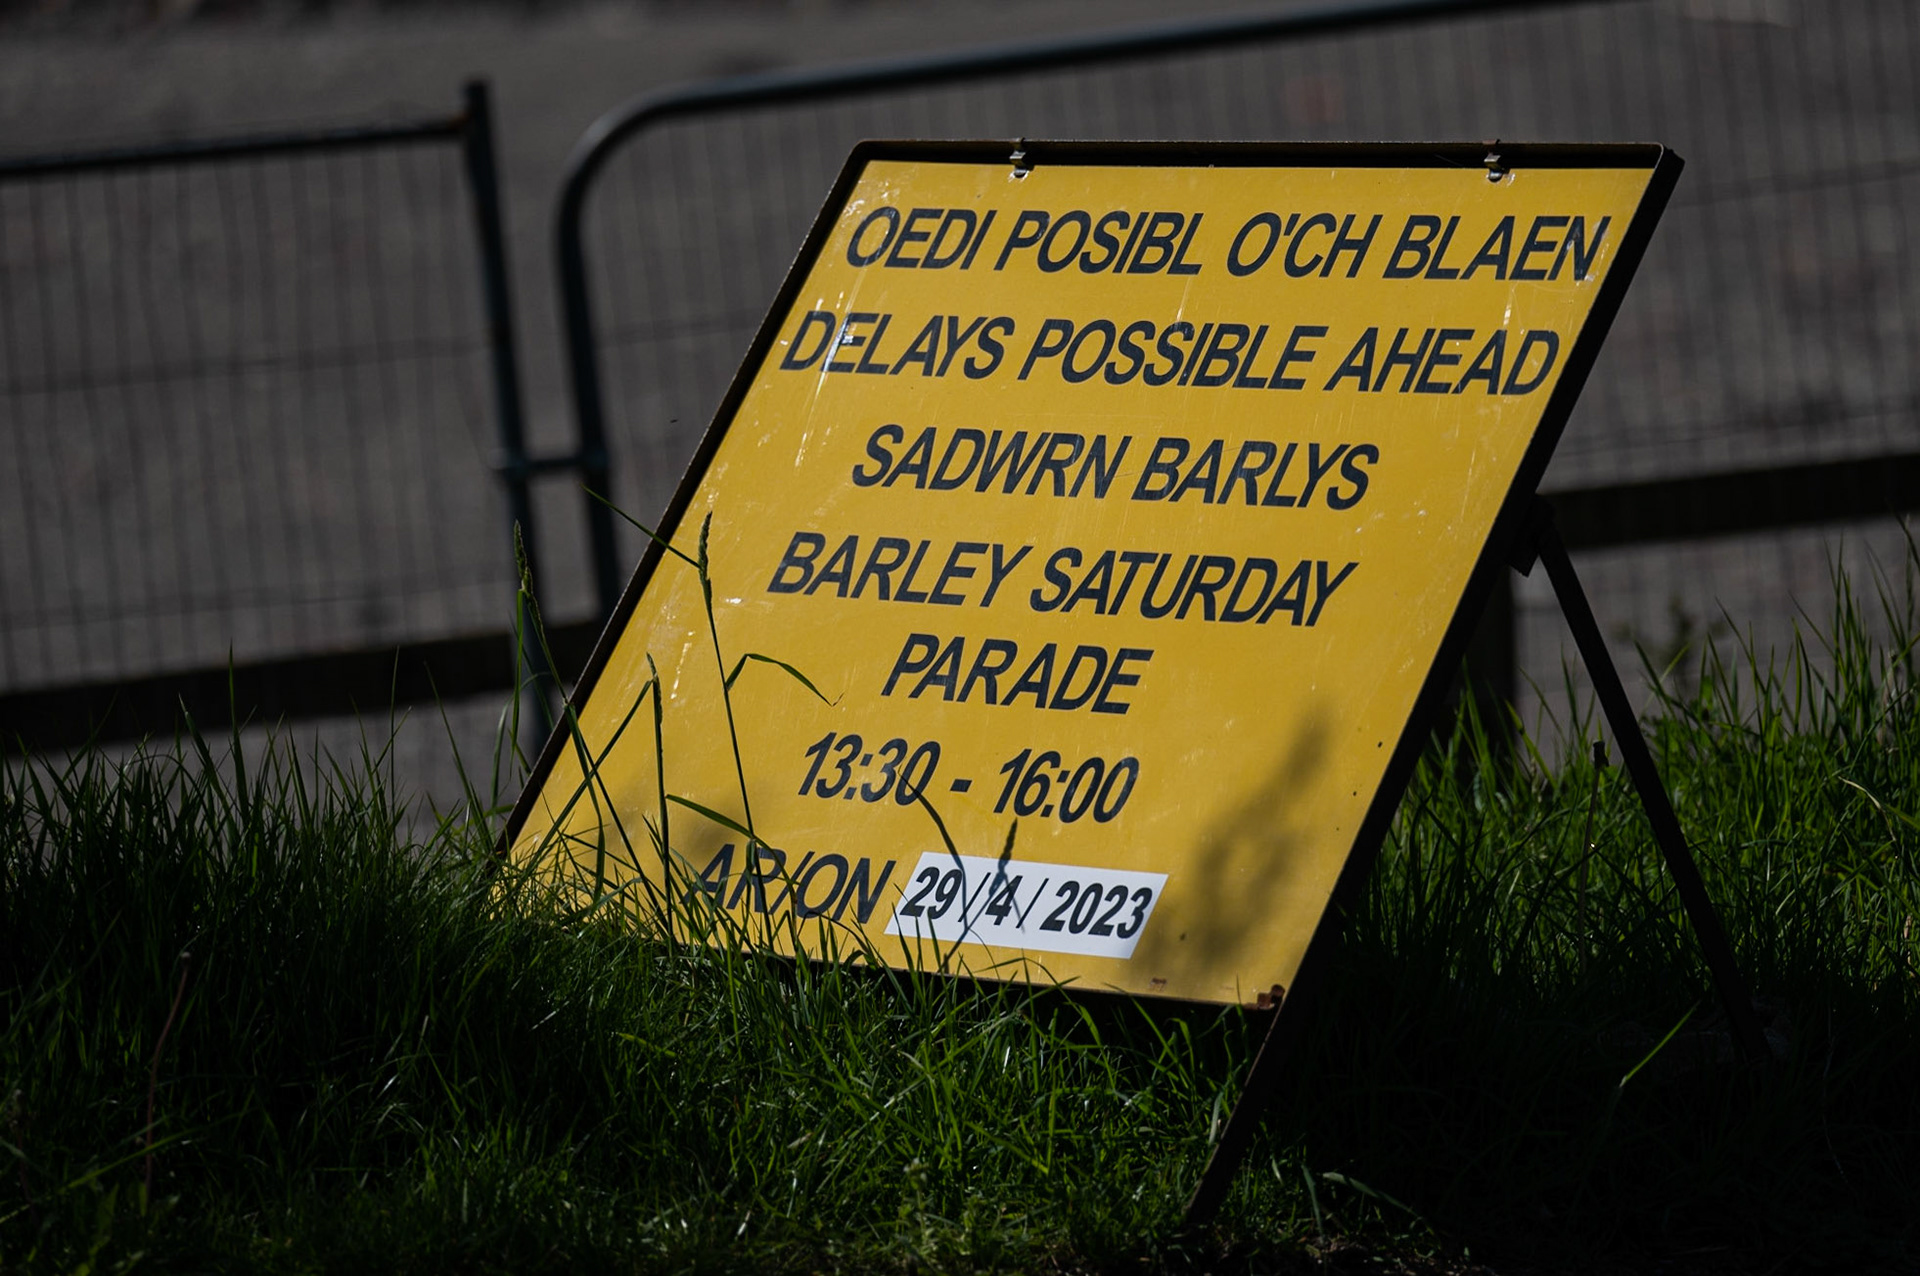 OEDI POSIBL O'CH BLAEN
DELAYS POSSIBLE AHEAD
SADWRN BARLYS
BARLEY SATURDAY
PARADE
13:30 - 16:00
AR/ON 29/4/2023